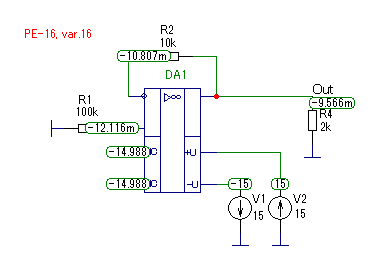 PE-16, var.16
R2
10k
-10.807m
DA1
▷∞
Out
-9.566m
R1
100k
-12.116m
R4
2k
-14.988
C
+U
-14.988
C
-U
-15
15
V1
15
V2
15